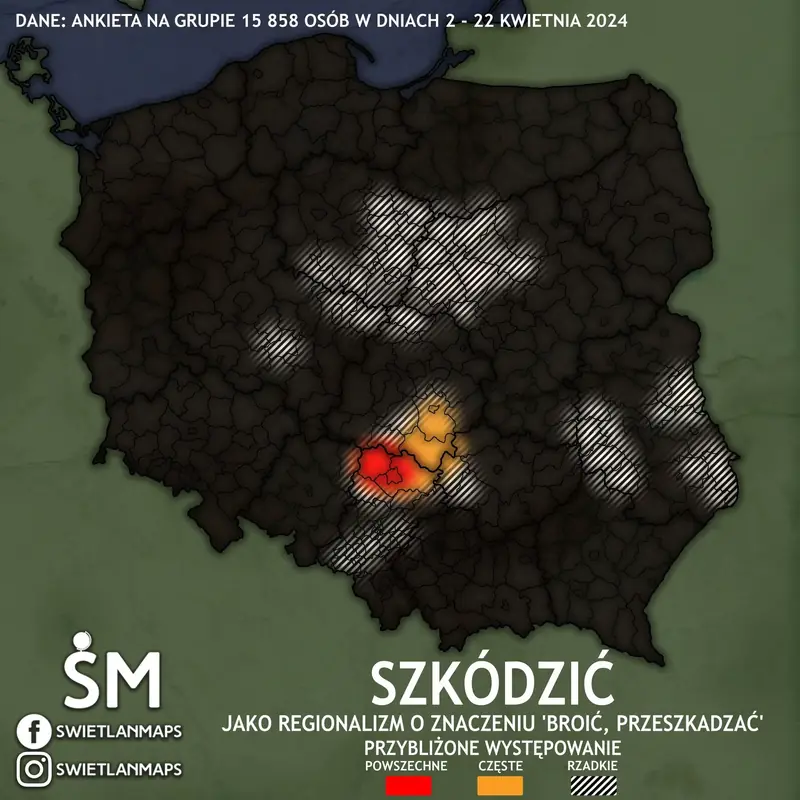 DANE: ANKIETA NA GRUPIE 15 858 OSÓB W DNIACH 2 - 22 KWIETNIA 2024
ŚM
SWIETLANMAPS
SWIETLANMAPS
SZKÓDZIĆ
JAKO REGIONALIZM O ZNACZENIU 'BROIĆ, PRZESZKADZAĆ'
PRZYBLIŻONE WYSTĘPOWANIE
POWSZECHNE CZĘSTE RZADKIE